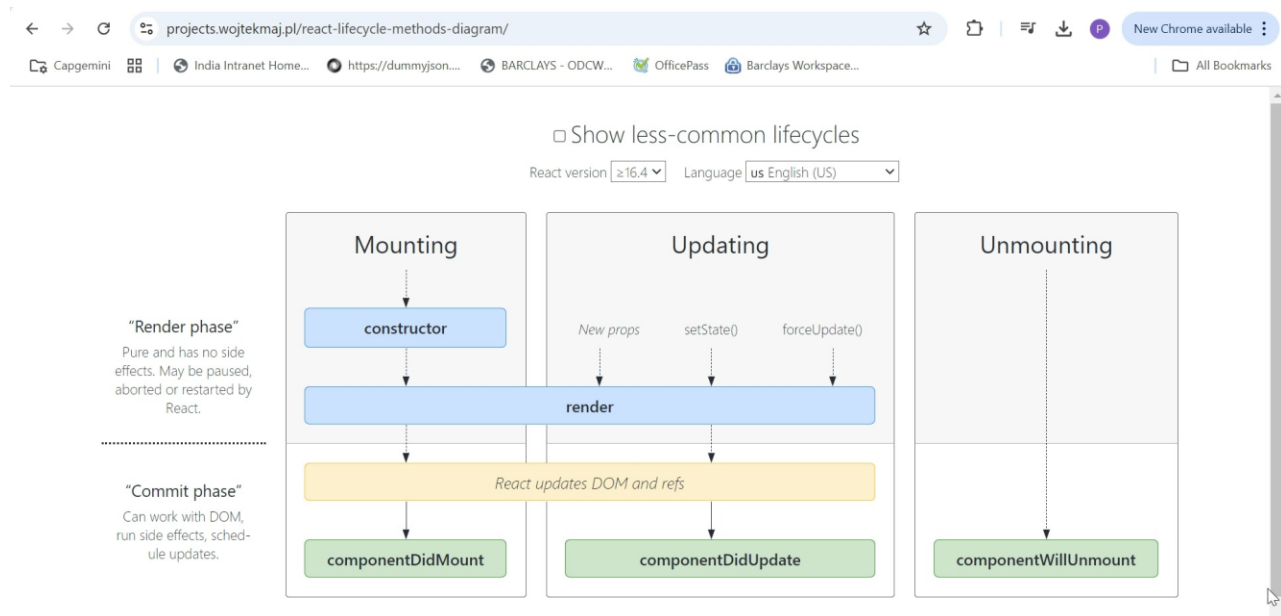 projects.wojtekmaj.pl/react-lifecycle-methods-diagram/
P
New Chrome available
Capgemini
India Intranet Home...
https://dummyjson....
BARCLAYS - ODCW...
OfficePass
Barclays Workspace...
All Bookmarks
Show less-common lifecycles
React version ≥16.4 Language us English (US)
Mounting
Updating
Unmounting
"Render phase"
Pure and has no side
effects. May be paused,
aborted or restarted by
React.
constructor
New props
setState()
forceUpdate()
render
"Commit phase"
Can work with DOM,
run side effects, sched-
ule updates.
React updates DOM and refs
componentDidMount
componentDidUpdate
componentWillUnmount